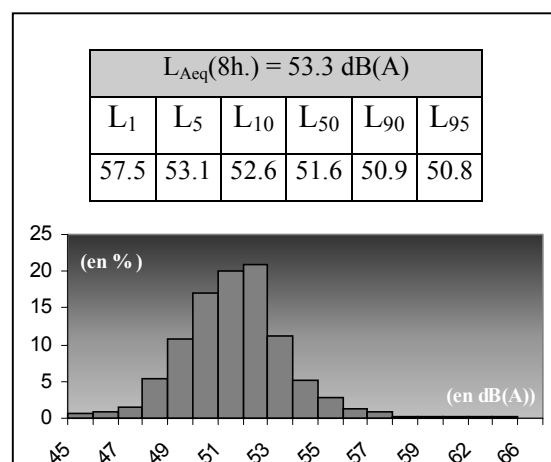 L_Aeq(8h.) = 53.3 dB(A)
L1 L5 L10 L50 L90 L95
57.5 53.1 52.6 51.6 50.9 50.8
25
(en %)
20
15
10
5
(en dB(A))
0
45 47 49 51 53 55 57 59 62 66